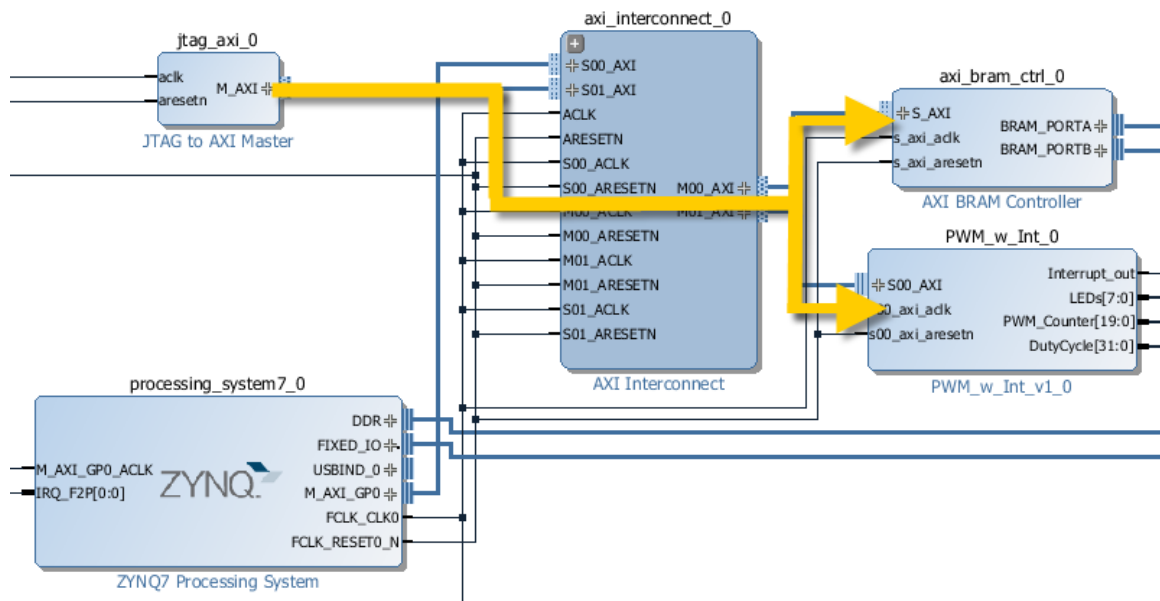 jtag_axi_0
aclk
aresetn
M_AXI
JTAG to AXI Master
axi_interconnect_0
S00_AXI
S01_AXI
ACLK
ARESETN
S00_ACLK
S00_ARESETN
M00_ACLK
M00_ARESETN
M01_ACLK
M01_ARESETN
S01_ACLK
S01_ARESETN
M00_AXI
M01_AXI
AXI Interconnect
axi_bram_ctrl_0
S_AXI
s_axi_aclk
s_axi_aresetn
BRAM_PORTA
BRAM_PORTB
AXI BRAM Controller
PWM_w_Int_0
S00_AXI
s00_axi_aclk
s00_axi_aresetn
Interrupt_out
LEDs[7:0]
PWM_Counter[19:0]
DutyCycle[31:0]
PWM_w_Int_v1_0
processing_system7_0
M_AXI_GP0_ACLK
IRQ_F2P[0:0]
ZYNQ
DDR
FIXED_IO
USBIND_0
M_AXI_GP0
FCLK_CLK0
FCLK_RESET0_N
ZYNQ7 Processing System